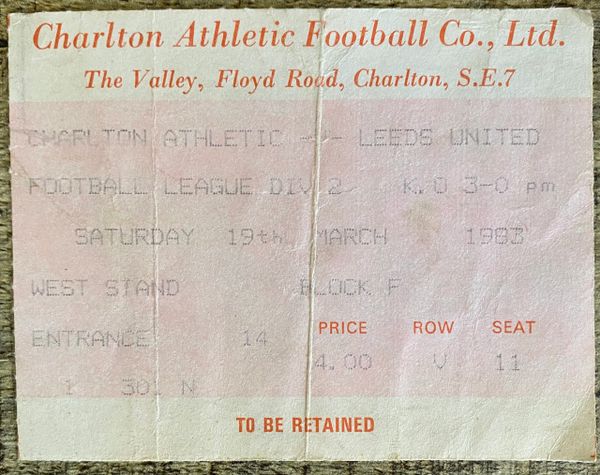 Charlton Athletic Football Co., Ltd.
The Valley, Floyd Road, Charlton, S.E.7
CHARLTON ATHLETIC -V- LEEDS UNITED
FOOTBALL LEAGUE DIV 2 K.O 3-0 pm
SATURDAY 19th MARCH 1983
WEST STAND BLOCK F
PRICE ROW SEAT
ENTRANCE 14
4.00 V 11
1 301 N
TO BE RETAINED